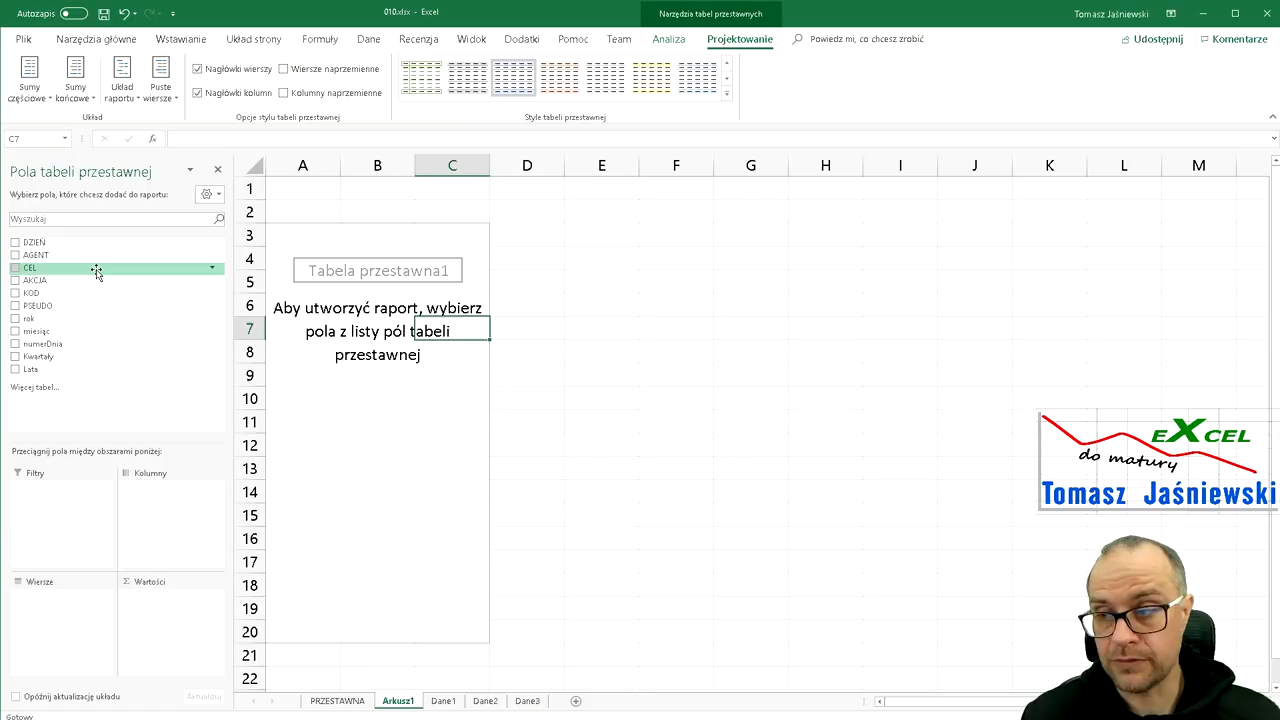 Autozapis
010.xlsx - Excel
Narzędzia tabel przestawnych
Tomasz Jaśniewski
Plik Narzędzia główne Wstawianie Układ strony Formuły Dane Recenzja Widok Dodatki Pomoc Team Analiza Projektowanie Powiedz mi, co chcesz zrobić Udostępnij Komentarze
Sumy częściowe
Sumy końcowe
Układ raportu
Puste wiersze
Nagłówki wierszy
Wiersze naprzemienne
Nagłówki kolumn
Kolumny naprzemienne
Układ
Opcje stylu tabeli przestawnej
Style tabeli przestawnej
C7
fx
Pola tabeli przestawnej
Wybierz pola, które chcesz dodać do raportu:
Wyszukaj
DZIEŃ
AGENT
CEL
AKCJA
KOD
PSEUDO
rok
miesiąc
numerDnia
Kwartały
Lata
Więcej tabel...
Przeciągnij pola między obszarami poniżej:
Filtry
Kolumny
Wiersze
Σ Wartości
Opóźnij aktualizację układu
Aktualizuj
A B C D E F G H I J K L M
1
2
3
4
5
6
7
8
9
10
11
12
13
14
15
16
17
18
19
20
21
22
Tabela przestawna1
Aby utworzyć raport, wybierz
pola z listy pól tabeli
przestawnej
EXCEL
do matury
Tomasz Jaśniewski
PRZESTAWNA Arkusz1 Dane1 Dane2 Dane3
Gotowy